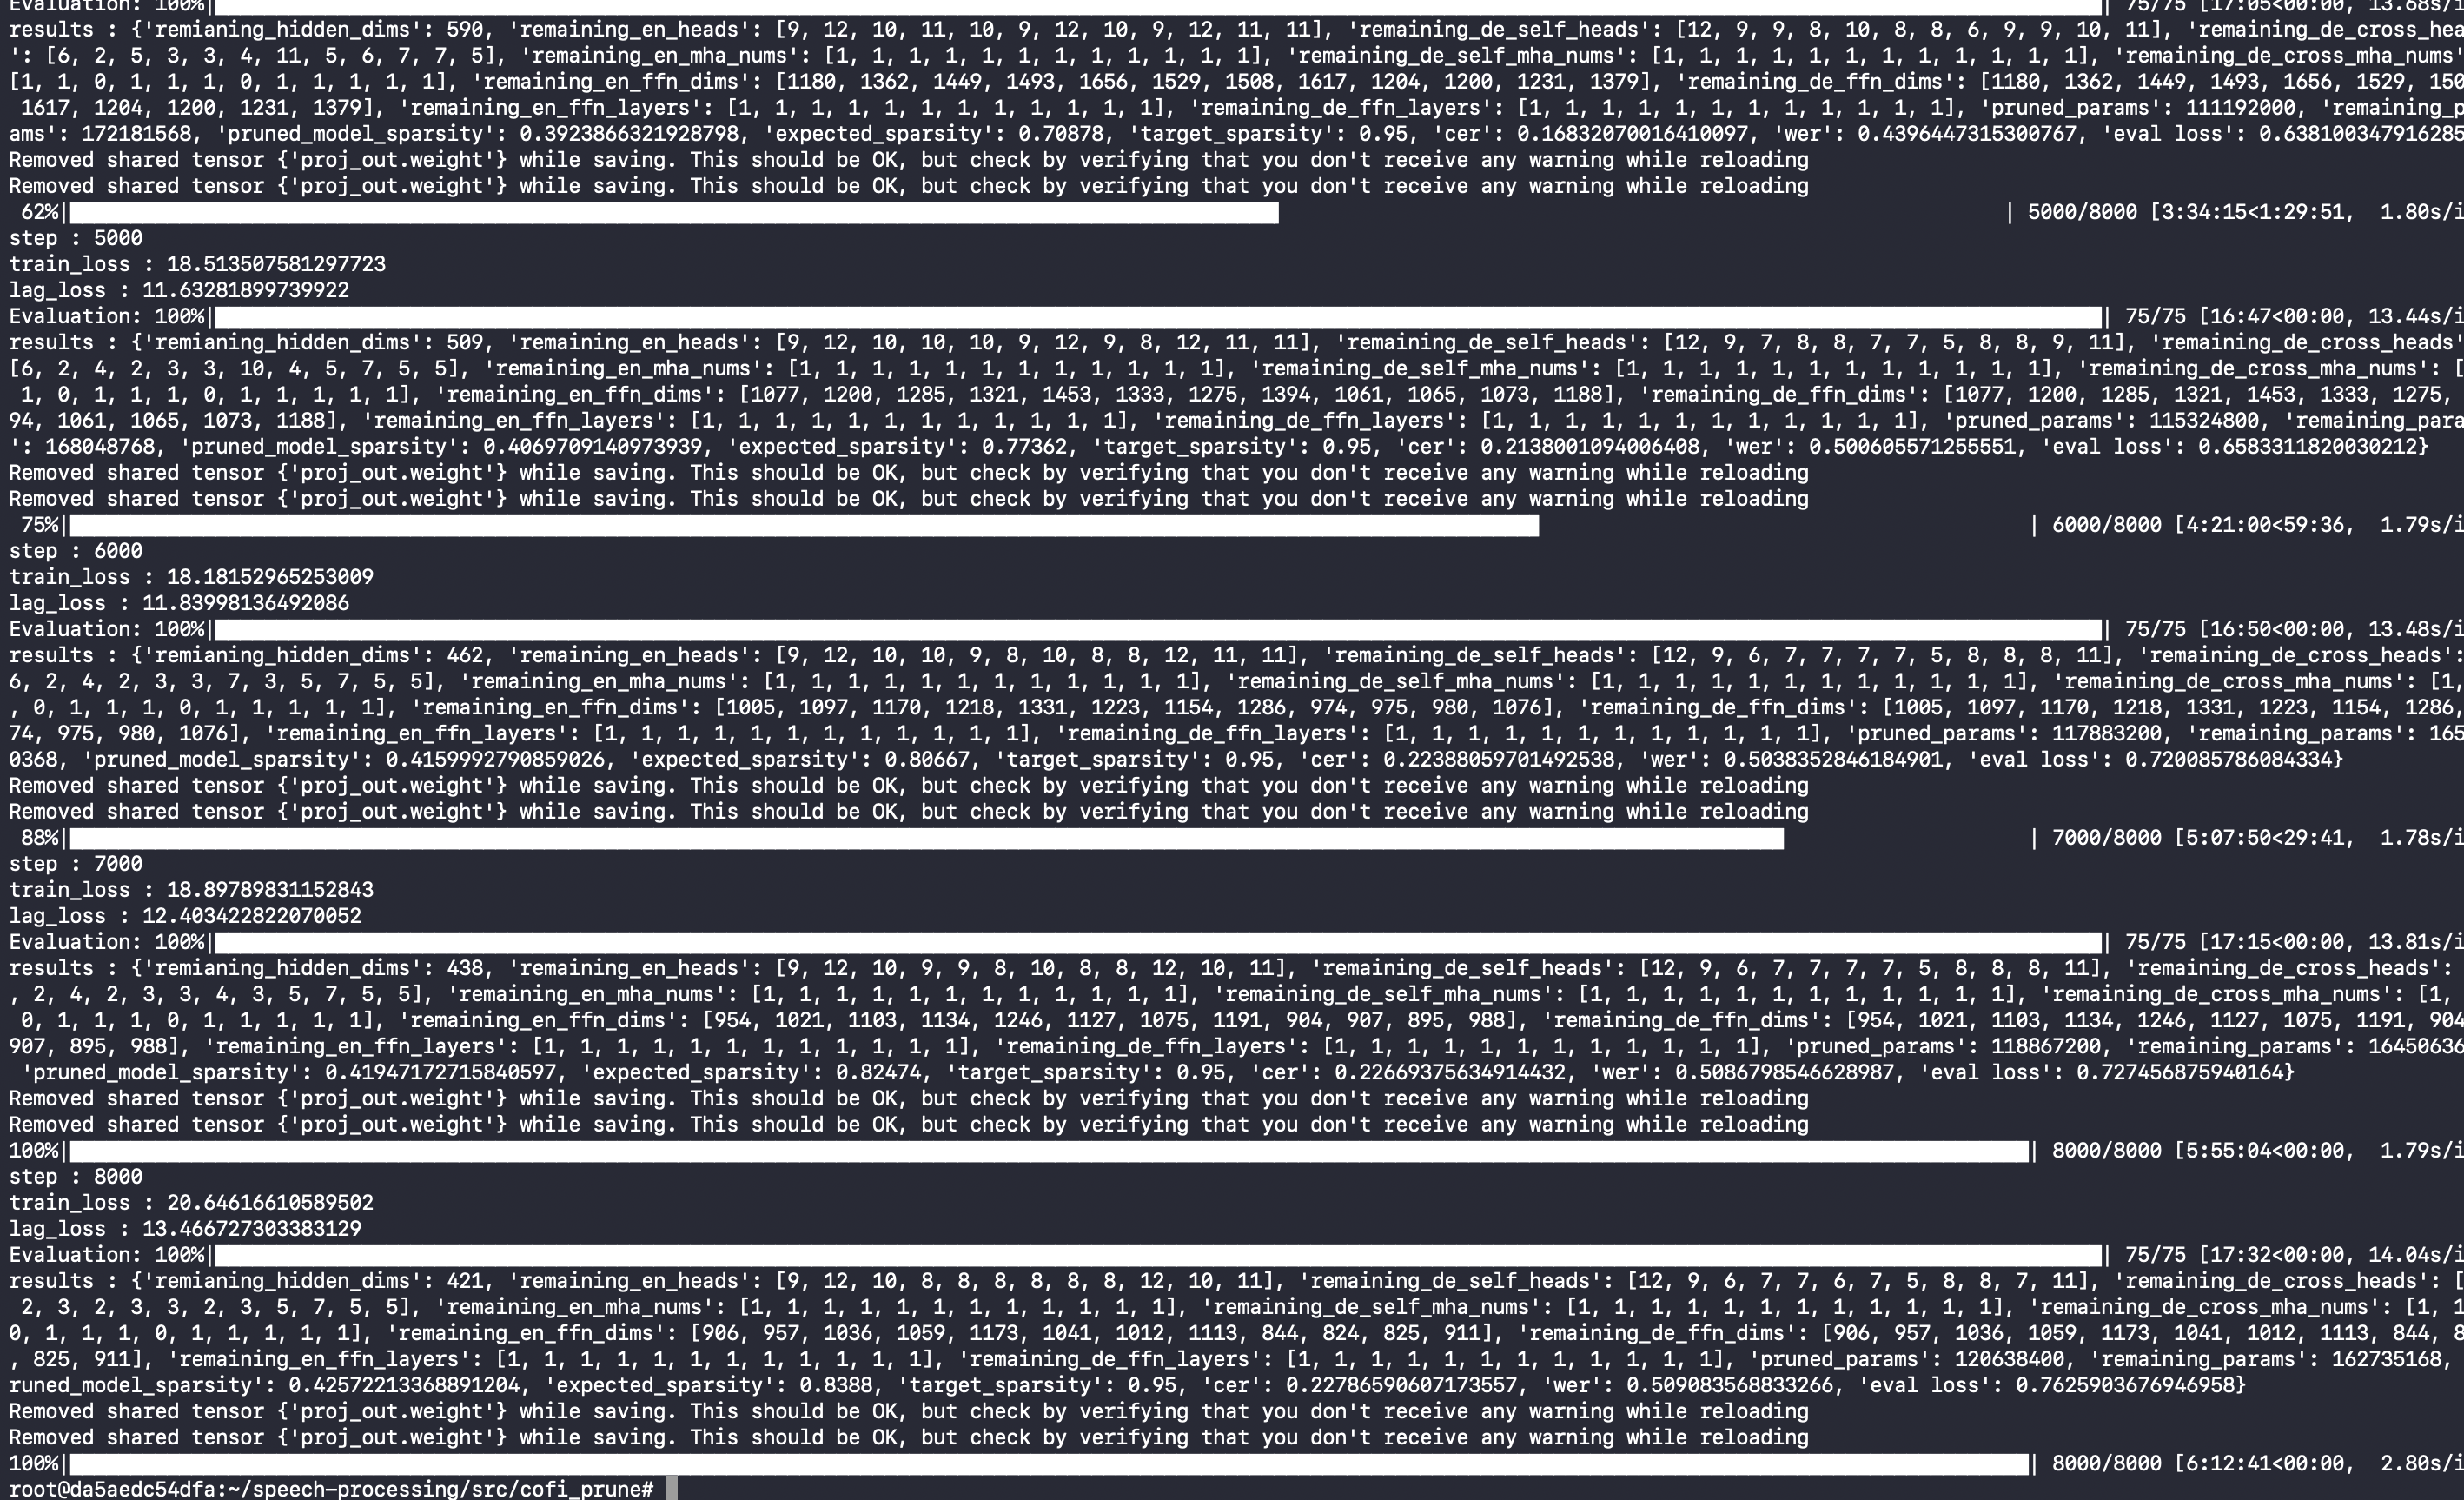 Evaluation: 100%| | 75/75 [17:05<00:00, 13.68s/i
results : {'remianing_hidden_dims': 590, 'remaining_en_heads': [9, 12, 10, 11, 10, 9, 12, 10, 9, 12, 11, 11], 'remaining_de_self_heads': [12, 9, 9, 8, 10, 8, 8, 6, 9, 9, 10, 11], 'remaining_de_cross_hea
': [6, 2, 5, 3, 3, 4, 11, 5, 6, 7, 7, 5], 'remaining_en_mha_nums': [1, 1, 1, 1, 1, 1, 1, 1, 1, 1, 1, 1], 'remaining_de_self_mha_nums': [1, 1, 1, 1, 1, 1, 1, 1, 1, 1, 1, 1], 'remaining_de_cross_mha_nums'
[1, 1, 0, 1, 1, 1, 0, 1, 1, 1, 1, 1], 'remaining_en_ffn_dims': [1180, 1362, 1449, 1493, 1656, 1529, 1508, 1617, 1204, 1200, 1231, 1379], 'remaining_de_ffn_dims': [1180, 1362, 1449, 1493, 1656, 1529, 150
1617, 1204, 1200, 1231, 1379], 'remaining_en_ffn_layers': [1, 1, 1, 1, 1, 1, 1, 1, 1, 1, 1, 1], 'remaining_de_ffn_layers': [1, 1, 1, 1, 1, 1, 1, 1, 1, 1, 1, 1], 'pruned_params': 111192000, 'remaining_p
ams': 172181568, 'pruned_model_sparsity': 0.3923866321928798, 'expected_sparsity': 0.70878, 'target_sparsity': 0.95, 'cer': 0.16832070016410097, 'wer': 0.4396447315300767, 'eval loss': 0.638100347916285
Removed shared tensor {'proj_out.weight'} while saving. This should be OK, but check by verifying that you don't receive any warning while reloading
Removed shared tensor {'proj_out.weight'} while saving. This should be OK, but check by verifying that you don't receive any warning while reloading
62%| | 5000/8000 [3:34:15<1:29:51, 1.80s/i
step : 5000
train_loss : 18.513507581297723
lag_loss : 11.63281899739922
Evaluation: 100%| | 75/75 [16:47<00:00, 13.44s/i
results : {'remianing_hidden_dims': 509, 'remaining_en_heads': [9, 12, 10, 10, 10, 9, 12, 9, 8, 12, 11, 11], 'remaining_de_self_heads': [12, 9, 7, 8, 8, 7, 7, 5, 8, 8, 9, 11], 'remaining_de_cross_heads'
[6, 2, 4, 2, 3, 3, 10, 4, 5, 7, 5, 5], 'remaining_en_mha_nums': [1, 1, 1, 1, 1, 1, 1, 1, 1, 1, 1, 1], 'remaining_de_self_mha_nums': [1, 1, 1, 1, 1, 1, 1, 1, 1, 1, 1, 1], 'remaining_de_cross_mha_nums': [
1, 0, 1, 1, 1, 0, 1, 1, 1, 1, 1], 'remaining_en_ffn_dims': [1077, 1200, 1285, 1321, 1453, 1333, 1275, 1394, 1061, 1065, 1073, 1188], 'remaining_de_ffn_dims': [1077, 1200, 1285, 1321, 1453, 1333, 1275,
94, 1061, 1065, 1073, 1188], 'remaining_en_ffn_layers': [1, 1, 1, 1, 1, 1, 1, 1, 1, 1, 1, 1], 'remaining_de_ffn_layers': [1, 1, 1, 1, 1, 1, 1, 1, 1, 1, 1, 1], 'pruned_params': 115324800, 'remaining_para
': 168048768, 'pruned_model_sparsity': 0.4069709140973939, 'expected_sparsity': 0.77362, 'target_sparsity': 0.95, 'cer': 0.2138001094006408, 'wer': 0.500605571255551, 'eval loss': 0.6583311820030212}
Removed shared tensor {'proj_out.weight'} while saving. This should be OK, but check by verifying that you don't receive any warning while reloading
Removed shared tensor {'proj_out.weight'} while saving. This should be OK, but check by verifying that you don't receive any warning while reloading
75%| | 6000/8000 [4:21:00<59:36, 1.79s/i
step : 6000
train_loss : 18.18152965253009
lag_loss : 11.83998136492086
Evaluation: 100%| | 75/75 [16:50<00:00, 13.48s/i
results : {'remianing_hidden_dims': 462, 'remaining_en_heads': [9, 12, 10, 10, 9, 8, 10, 8, 8, 12, 11, 11], 'remaining_de_self_heads': [12, 9, 6, 7, 7, 7, 7, 5, 8, 8, 8, 11], 'remaining_de_cross_heads':
6, 2, 4, 2, 3, 3, 7, 3, 5, 7, 5, 5], 'remaining_en_mha_nums': [1, 1, 1, 1, 1, 1, 1, 1, 1, 1, 1, 1], 'remaining_de_self_mha_nums': [1, 1, 1, 1, 1, 1, 1, 1, 1, 1, 1, 1], 'remaining_de_cross_mha_nums': [1,
, 0, 1, 1, 1, 0, 1, 1, 1, 1, 1], 'remaining_en_ffn_dims': [1005, 1097, 1170, 1218, 1331, 1223, 1154, 1286, 974, 975, 980, 1076], 'remaining_de_ffn_dims': [1005, 1097, 1170, 1218, 1331, 1223, 1154, 1286,
74, 975, 980, 1076], 'remaining_en_ffn_layers': [1, 1, 1, 1, 1, 1, 1, 1, 1, 1, 1, 1], 'remaining_de_ffn_layers': [1, 1, 1, 1, 1, 1, 1, 1, 1, 1, 1, 1], 'pruned_params': 117883200, 'remaining_params': 165
0368, 'pruned_model_sparsity': 0.4159992790859026, 'expected_sparsity': 0.80667, 'target_sparsity': 0.95, 'cer': 0.22388059701492538, 'wer': 0.5038352846184901, 'eval loss': 0.720085786084334}
Removed shared tensor {'proj_out.weight'} while saving. This should be OK, but check by verifying that you don't receive any warning while reloading
Removed shared tensor {'proj_out.weight'} while saving. This should be OK, but check by verifying that you don't receive any warning while reloading
88%| | 7000/8000 [5:07:50<29:41, 1.78s/i
step : 7000
train_loss : 18.89789831152843
lag_loss : 12.403422822070052
Evaluation: 100%| | 75/75 [17:15<00:00, 13.81s/i
results : {'remianing_hidden_dims': 438, 'remaining_en_heads': [9, 12, 10, 9, 9, 8, 10, 8, 8, 12, 10, 11], 'remaining_de_self_heads': [12, 9, 6, 7, 7, 7, 7, 5, 8, 8, 8, 11], 'remaining_de_cross_heads':
, 2, 4, 2, 3, 3, 4, 3, 5, 7, 5, 5], 'remaining_en_mha_nums': [1, 1, 1, 1, 1, 1, 1, 1, 1, 1, 1, 1], 'remaining_de_self_mha_nums': [1, 1, 1, 1, 1, 1, 1, 1, 1, 1, 1, 1], 'remaining_de_cross_mha_nums': [1,
0, 1, 1, 1, 0, 1, 1, 1, 1, 1], 'remaining_en_ffn_dims': [954, 1021, 1103, 1134, 1246, 1127, 1075, 1191, 904, 907, 895, 988], 'remaining_de_ffn_dims': [954, 1021, 1103, 1134, 1246, 1127, 1075, 1191, 904
907, 895, 988], 'remaining_en_ffn_layers': [1, 1, 1, 1, 1, 1, 1, 1, 1, 1, 1, 1], 'remaining_de_ffn_layers': [1, 1, 1, 1, 1, 1, 1, 1, 1, 1, 1, 1], 'pruned_params': 118867200, 'remaining_params': 16450636
'pruned_model_sparsity': 0.41947172715840597, 'expected_sparsity': 0.82474, 'target_sparsity': 0.95, 'cer': 0.22669375634914432, 'wer': 0.5086798546628987, 'eval loss': 0.727456875940164}
Removed shared tensor {'proj_out.weight'} while saving. This should be OK, but check by verifying that you don't receive any warning while reloading
Removed shared tensor {'proj_out.weight'} while saving. This should be OK, but check by verifying that you don't receive any warning while reloading
100%| | 8000/8000 [5:55:04<00:00, 1.79s/i
step : 8000
train_loss : 20.64616610589502
lag_loss : 13.466727303383129
Evaluation: 100%| | 75/75 [17:32<00:00, 14.04s/i
results : {'remianing_hidden_dims': 421, 'remaining_en_heads': [9, 12, 10, 8, 8, 8, 8, 8, 8, 12, 10, 11], 'remaining_de_self_heads': [12, 9, 6, 7, 7, 6, 7, 5, 8, 8, 7, 11], 'remaining_de_cross_heads': [
2, 3, 2, 3, 3, 2, 3, 5, 7, 5, 5], 'remaining_en_mha_nums': [1, 1, 1, 1, 1, 1, 1, 1, 1, 1, 1, 1], 'remaining_de_self_mha_nums': [1, 1, 1, 1, 1, 1, 1, 1, 1, 1, 1, 1], 'remaining_de_cross_mha_nums': [1, 1
0, 1, 1, 1, 0, 1, 1, 1, 1, 1], 'remaining_en_ffn_dims': [906, 957, 1036, 1059, 1173, 1041, 1012, 1113, 844, 824, 825, 911], 'remaining_de_ffn_dims': [906, 957, 1036, 1059, 1173, 1041, 1012, 1113, 844, 8
, 825, 911], 'remaining_en_ffn_layers': [1, 1, 1, 1, 1, 1, 1, 1, 1, 1, 1, 1], 'remaining_de_ffn_layers': [1, 1, 1, 1, 1, 1, 1, 1, 1, 1, 1, 1], 'pruned_params': 120638400, 'remaining_params': 162735168,
runed_model_sparsity': 0.42572213368891204, 'expected_sparsity': 0.8388, 'target_sparsity': 0.95, 'cer': 0.22786590607173557, 'wer': 0.509083568833266, 'eval loss': 0.7625903676946958}
Removed shared tensor {'proj_out.weight'} while saving. This should be OK, but check by verifying that you don't receive any warning while reloading
Removed shared tensor {'proj_out.weight'} while saving. This should be OK, but check by verifying that you don't receive any warning while reloading
100%| | 8000/8000 [6:12:41<00:00, 2.80s/i
root@da5aedc54dfa:~/speech-processing/src/cofi_prune#